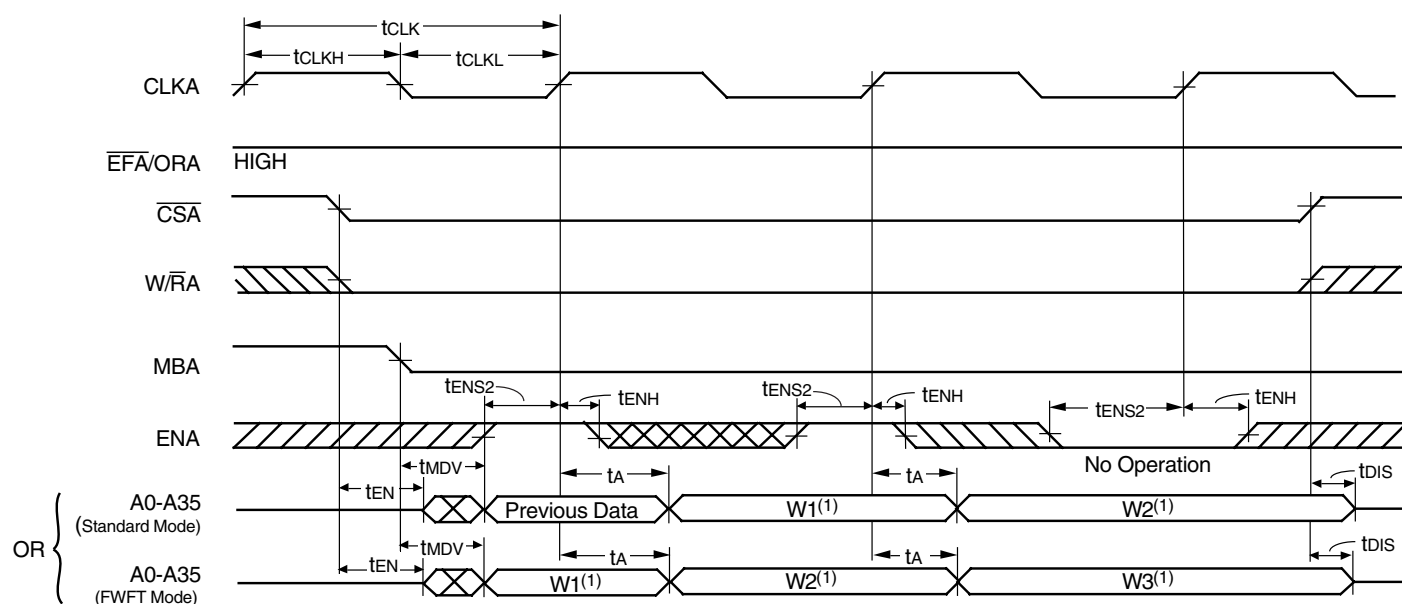 tCLK
tCLKH
tCLKL
CLKA
EFA/ORA
HIGH
CSA
W/RA
MBA
tENS2
tENH
tENS2
tENH
tENS2
tENH
ENA
No Operation
tMDV
tA
tA
tDIS
tEN
A0-A35
(Standard Mode)
Previous Data
W1(1)
W2(1)
OR
tMDV
tA
tA
tDIS
tEN
A0-A35
(FWFT Mode)
W1(1)
W2(1)
W3(1)